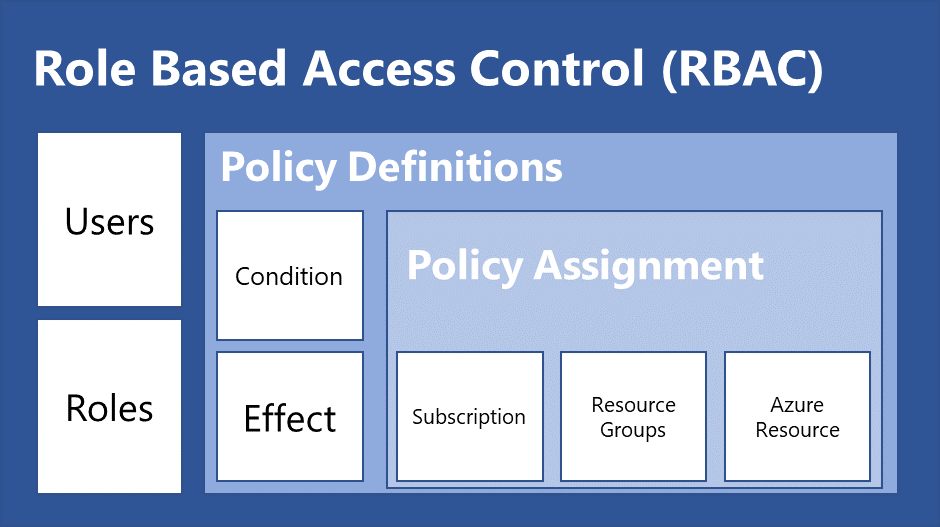 Role Based Access Control (RBAC)
Users
Roles
Policy Definitions
Condition
Effect
Policy Assignment
Subscription
Resource
Groups
Azure
Resource